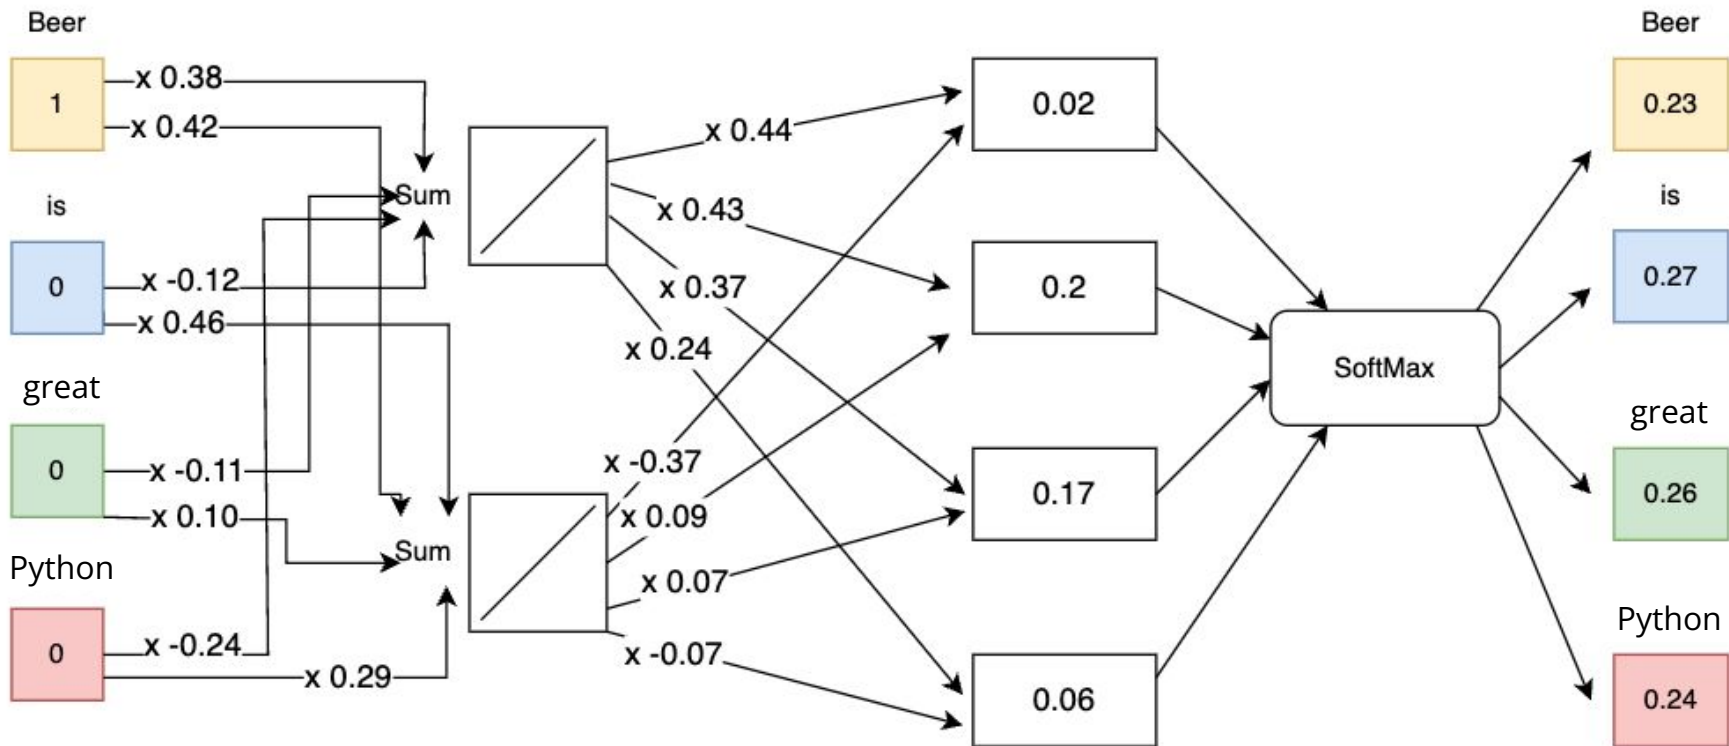 Beer
1
x 0.38
x 0.42
is
0
x -0.12
x 0.46
great
0
x -0.11
x 0.10
Python
0
x -0.24
x 0.29
Sum
Sum
x 0.44
x 0.43
x 0.37
x 0.24
x -0.37
x 0.09
x 0.07
x -0.07
0.02
0.2
0.17
0.06
SoftMax
Beer
0.23
is
0.27
great
0.26
Python
0.24